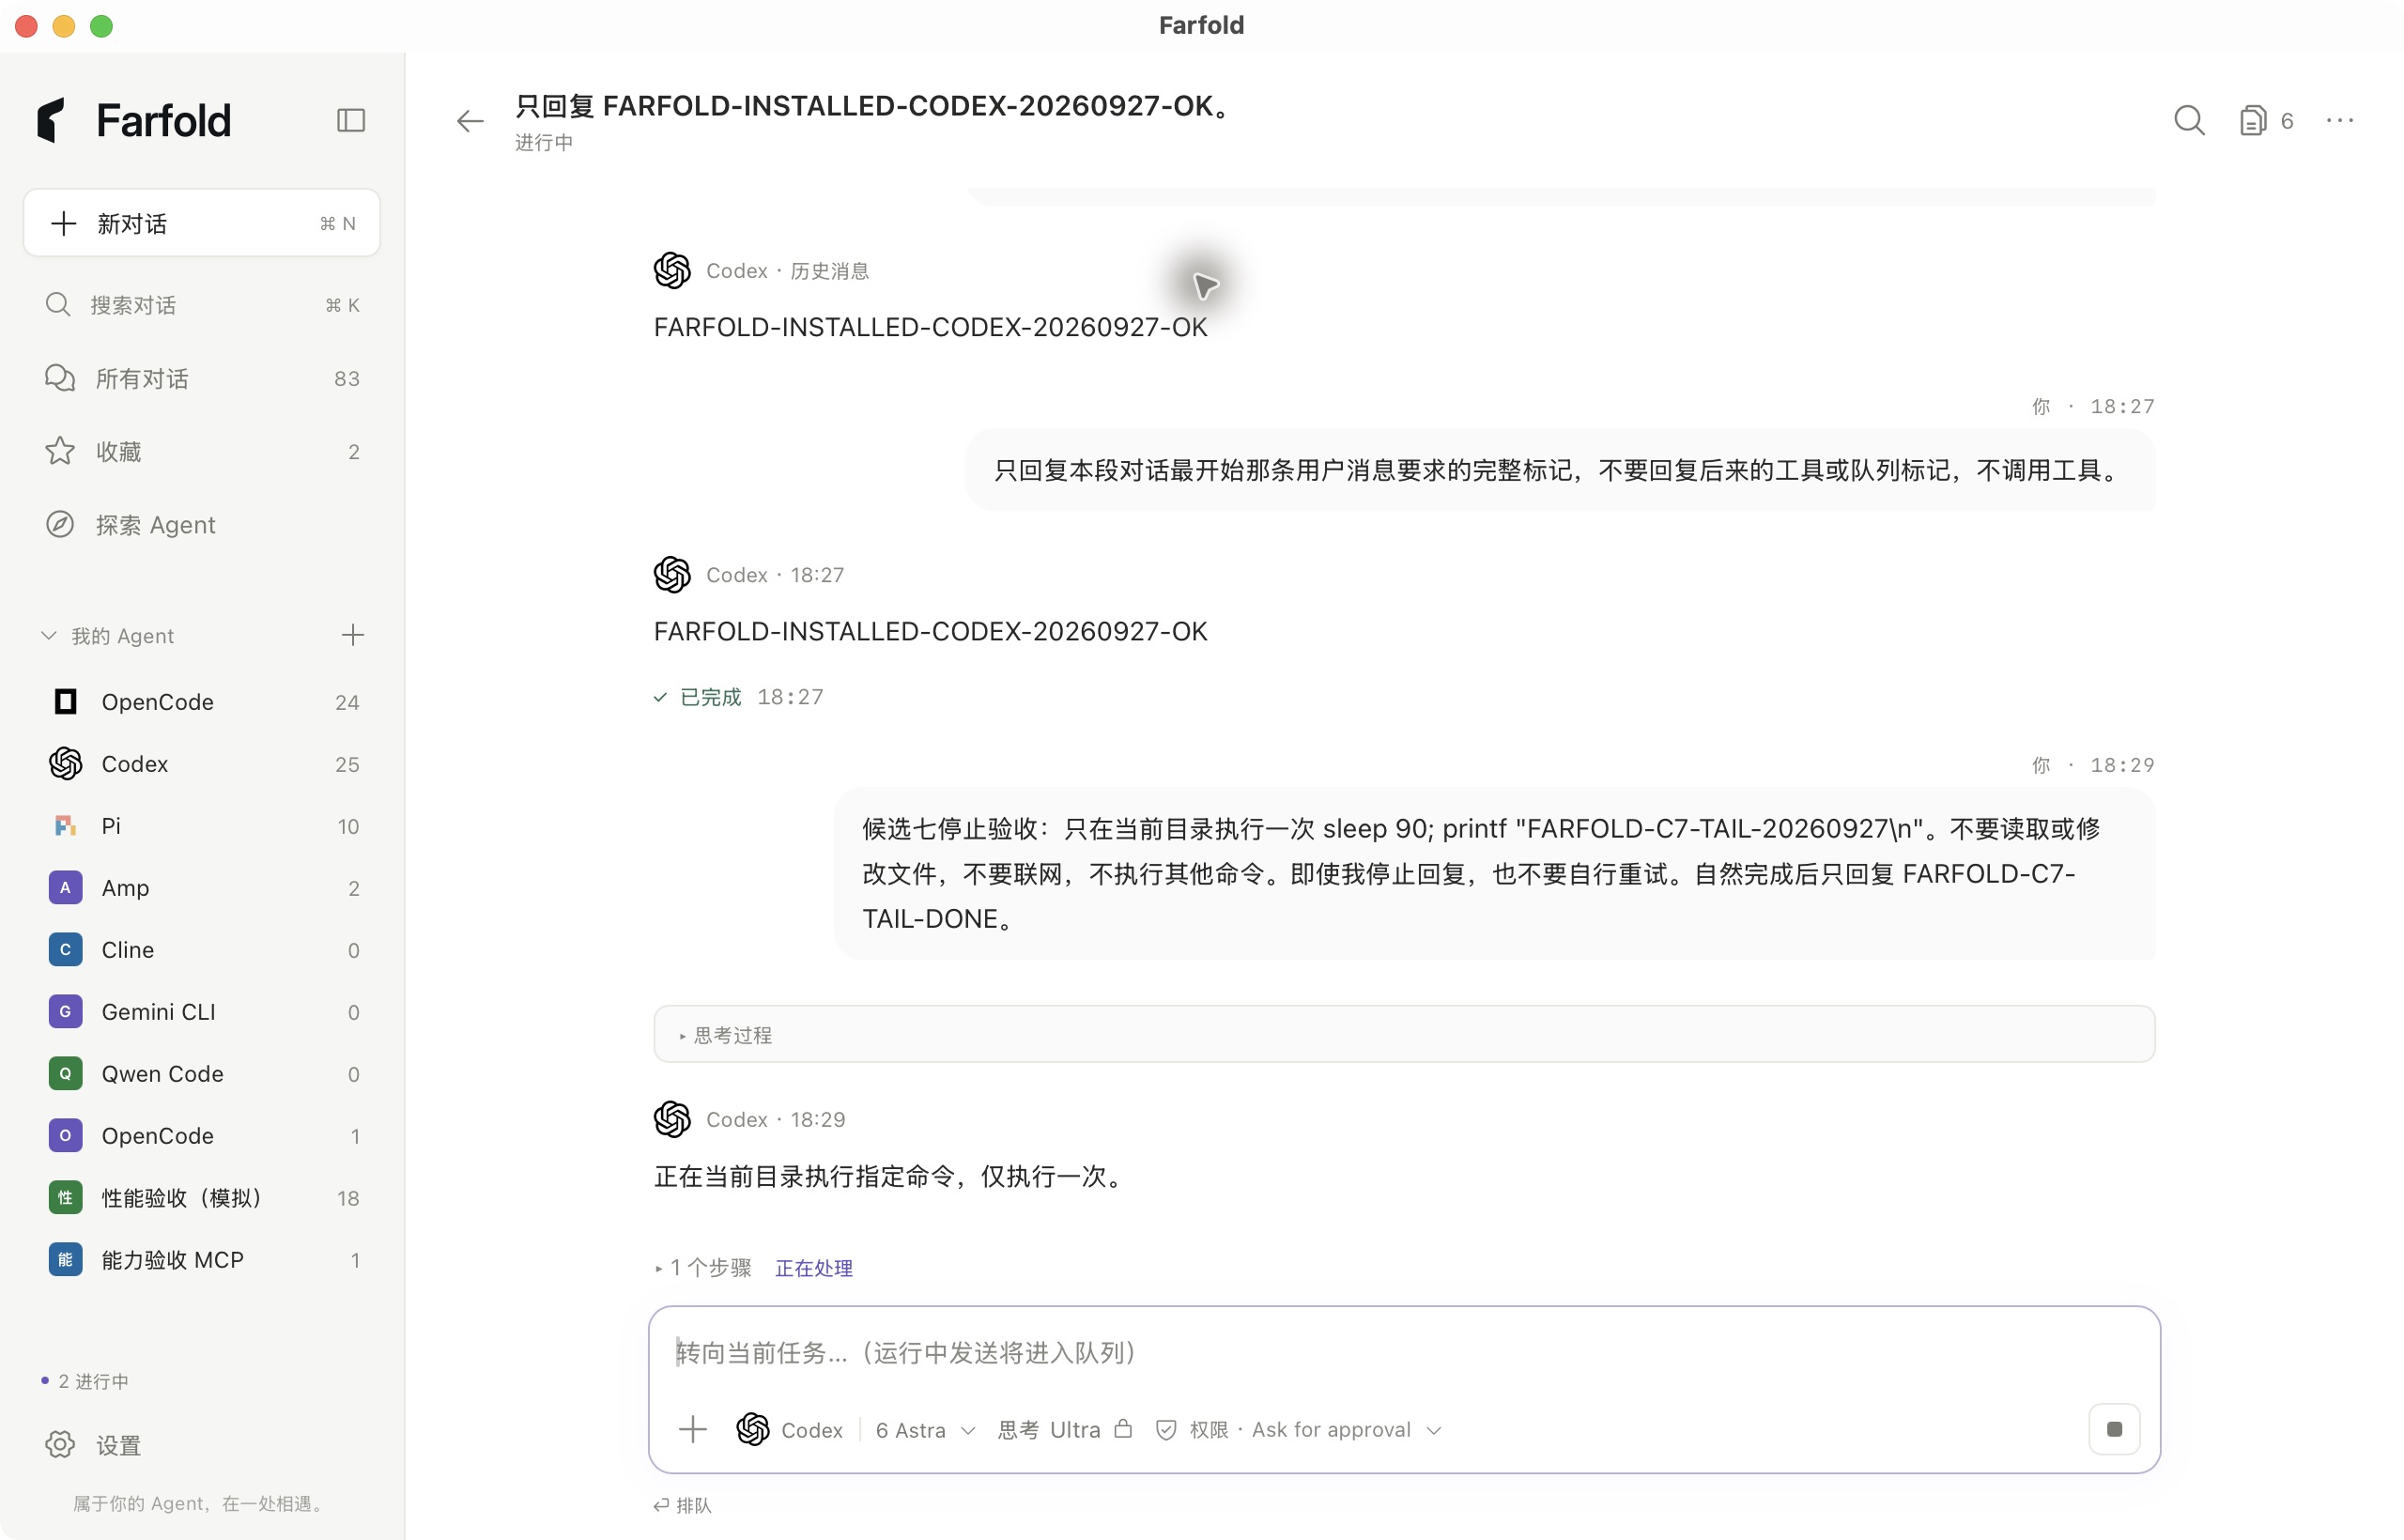 Farfold
Farfold
新对话 ⌘ N
搜索对话 ⌘ K
所有对话 83
收藏 2
探索 Agent
我的 Agent
OpenCode 24
Codex 25
Pi 10
A Amp 2
C Cline 0
G Gemini CLI 0
Q Qwen Code 0
O OpenCode 1
性 性能验收（模拟） 18
能 能力验收 MCP 1
2 进行中
设置
属于你的 Agent，在一处相遇。
只回复 FARFOLD-INSTALLED-CODEX-20260927-OK。
进行中
6
Codex · 历史消息
FARFOLD-INSTALLED-CODEX-20260927-OK
你 · 18:27
只回复本段对话最开始那条用户消息要求的完整标记，不要回复后来的工具或队列标记，不调用工具。
Codex · 18:27
FARFOLD-INSTALLED-CODEX-20260927-OK
已完成 18:27
你 · 18:29
候选七停止验收：只在当前目录执行一次 sleep 90; printf "FARFOLD-C7-TAIL-20260927\n"。不要读取或修
改文件，不要联网，不执行其他命令。即使我停止回复，也不要自行重试。自然完成后只回复 FARFOLD-C7-
TAIL-DONE。
思考过程
Codex · 18:29
正在当前目录执行指定命令，仅执行一次。
1 个步骤 正在处理
转向当前任务...（运行中发送将进入队列）
Codex 6 Astra 思考 Ultra 权限 · Ask for approval
排队